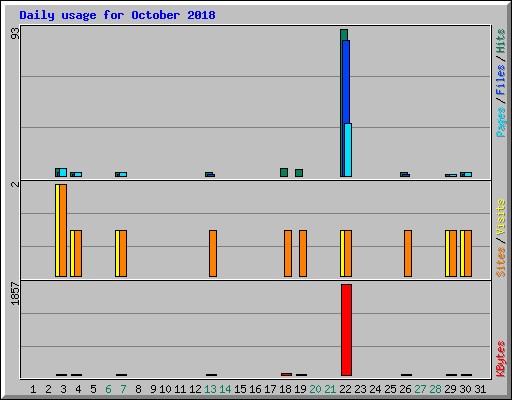 Daily usage for October 2018
93
Pages / Files / Hits
2
Sites / Visits
1857
KBytes
1 2 3 4 5 6 7 8 9 10 11 12 13 14 15 16 17 18 19 20 21 22 23 24 25 26 27 28 29 30 31